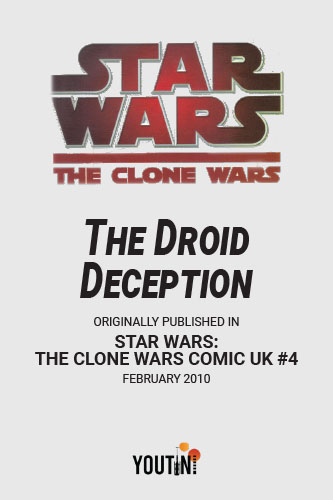 STAR
WARS
THE CLONE WARS
THE DROID
DECEPTION
ORIGINALLY PUBLISHED IN
STAR WARS:
THE CLONE WARS COMIC UK #4
FEBRUARY 2010
YOUTINI